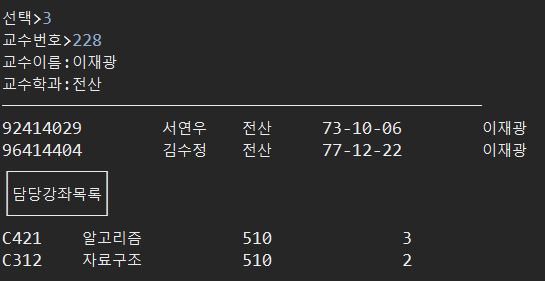 선택>3
교수번호>228
교수이름:이재광
교수학과:전산
92414029 서연우 전산 73-10-06 이재광
96414404 김수정 전산 77-12-22 이재광
담당강좌목록
C421 알고리즘 510 3
C312 자료구조 510 2